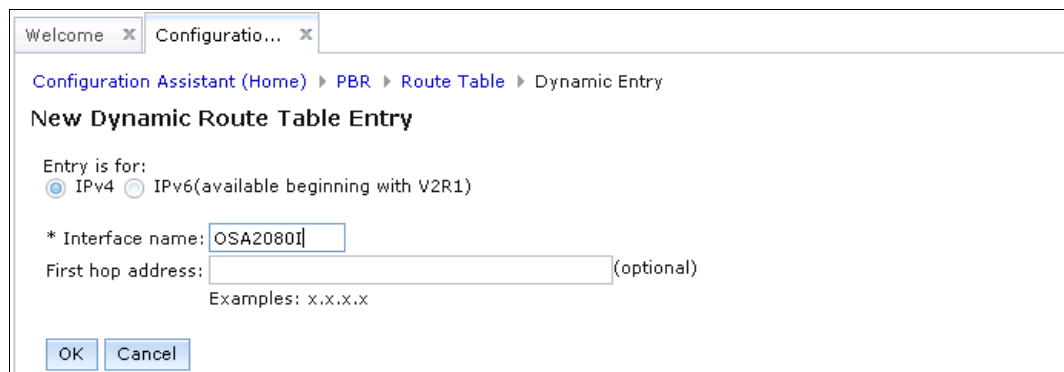 Welcome X Configuratio... X
Configuration Assistant (Home) ▸ PBR ▸ Route Table ▸ Dynamic Entry
New Dynamic Route Table Entry
Entry is for:
IPv4 IPv6(available beginning with V2R1)
* Interface name: OSA2080I
First hop address: (optional)
Examples: x.x.x.x
OK Cancel